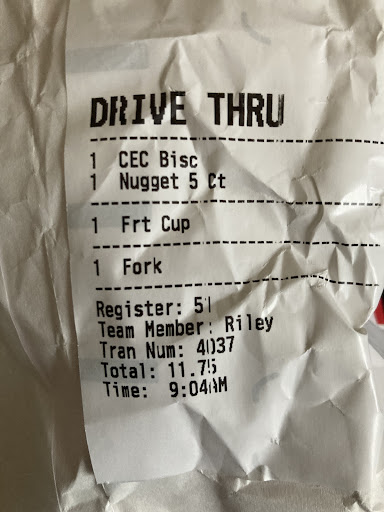 DRIVE THRU
1 CEC Bisc
1 Nugget 5 Ct
1 Frt Cup
1 Fork
Register: 51
Team Member: Riley
Tran Num: 4037
Total: 11.75
Time: 9:04AM